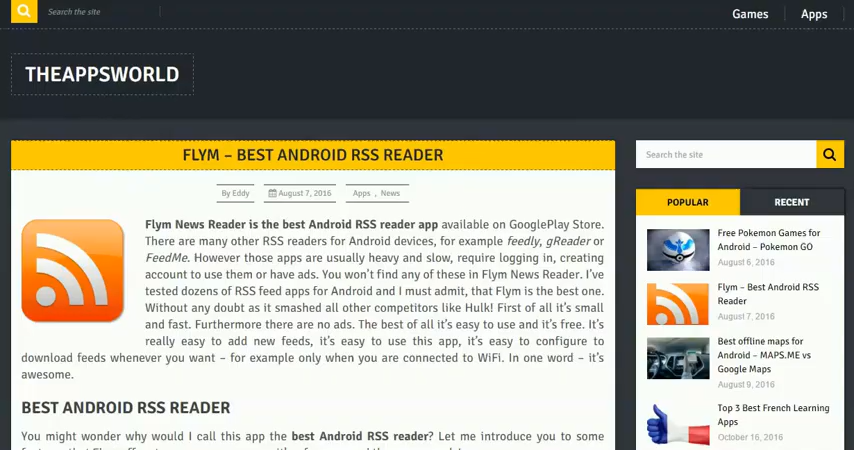 Search the site
Games
Apps
THEAPPSWORLD
FLYM – BEST ANDROID RSS READER
By Eddy
August 7, 2016
Apps , News
Flym News Reader is the best Android RSS reader app available on GooglePlay Store.
There are many other RSS readers for Android devices, for example feedly, gReader or
FeedMe. However those apps are usually heavy and slow, require logging in, creating
account to use them or have ads. You won't find any of these in Flym News Reader. I've
tested dozens of RSS feed apps for Android and I must admit, that Flym is the best one.
Without any doubt as it smashed all other competitors like Hulk! First of all it's small
and fast. Furthermore there are no ads. The best of all it's easy to use and it's free. It's
really easy to add new feeds, it's easy to use this app, it's easy to configure to
download feeds whenever you want – for example only when you are connected to WiFi. In one word – it's
awesome.
BEST ANDROID RSS READER
You might wonder why would I call this app the best Android RSS reader? Let me introduce you to some
Search the site
POPULAR
RECENT
Free Pokemon Games for
Android – Pokemon GO
August 6, 2016
Flym – Best Android RSS
Reader
August 7, 2016
Best offline maps for
Android – MAPS.ME vs
Google Maps
August 9, 2016
Top 3 Best French Learning
Apps
October 16, 2016